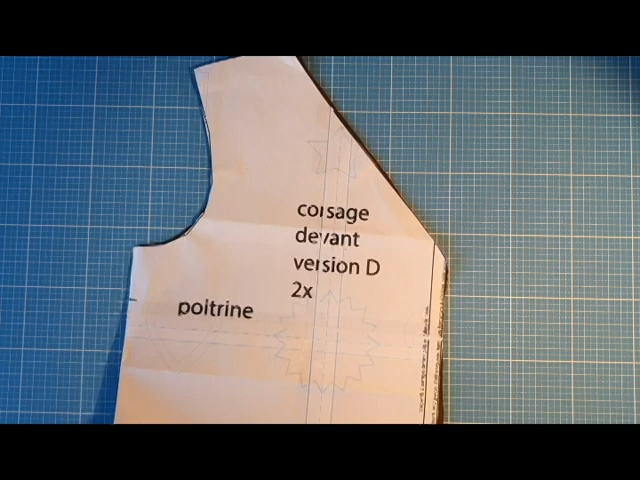 corsage
devant
version D
2x
poitrine